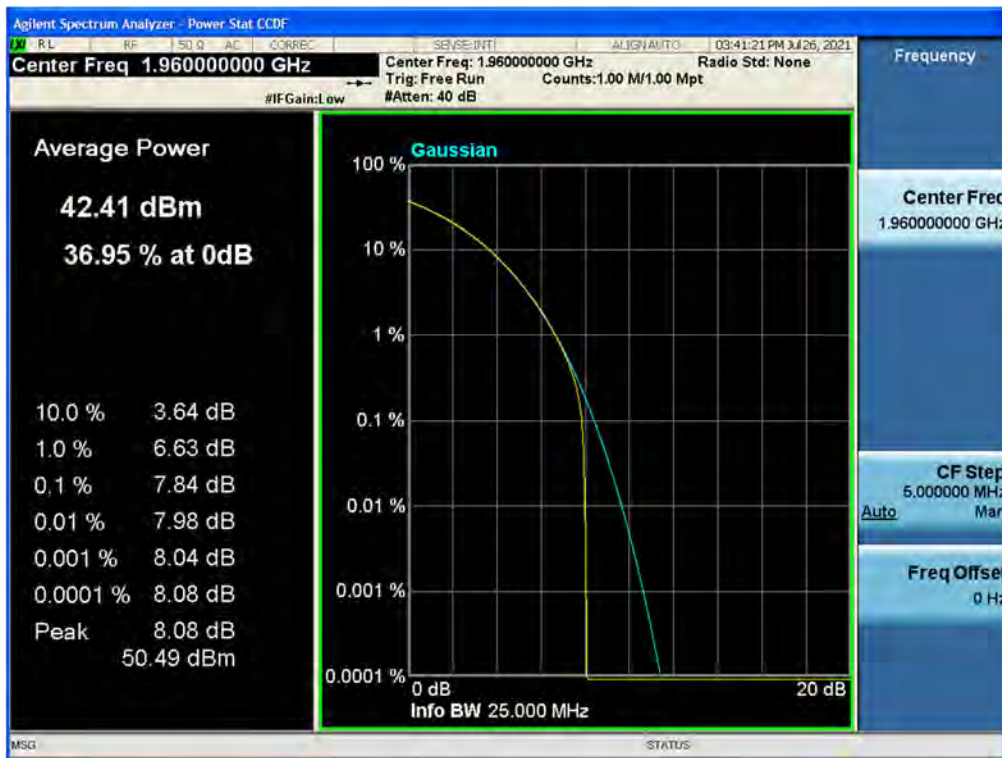 Agilent Spectrum Analyzer - Power Stat CCDF
LXI RL RF 50 Ω AC CORREC SENSE:INT ALIGN AUTO 03:41:21 PM Jul 26, 2021
Center Freq 1.960000000 GHz
Center Freq: 1.960000000 GHz Radio Std: None
Trig: Free Run Counts:1.00 M/1.00 Mpt
#IFGain:Low #Atten: 40 dB
Average Power
42.41 dBm
36.95 % at 0dB
10.0 % 3.64 dB
1.0 % 6.63 dB
0.1 % 7.84 dB
0.01 % 7.98 dB
0.001 % 8.04 dB
0.0001 % 8.08 dB
Peak 8.08 dB
50.49 dBm
Gaussian
100 %
10 %
1 %
0.1 %
0.01 %
0.001 %
0.0001 %
0 dB 20 dB
Info BW 25.000 MHz
Frequency
Center Freq
1.960000000 GHz
CF Step
5.000000 MHz
Auto Man
Freq Offset
0 Hz
MSG STATUS